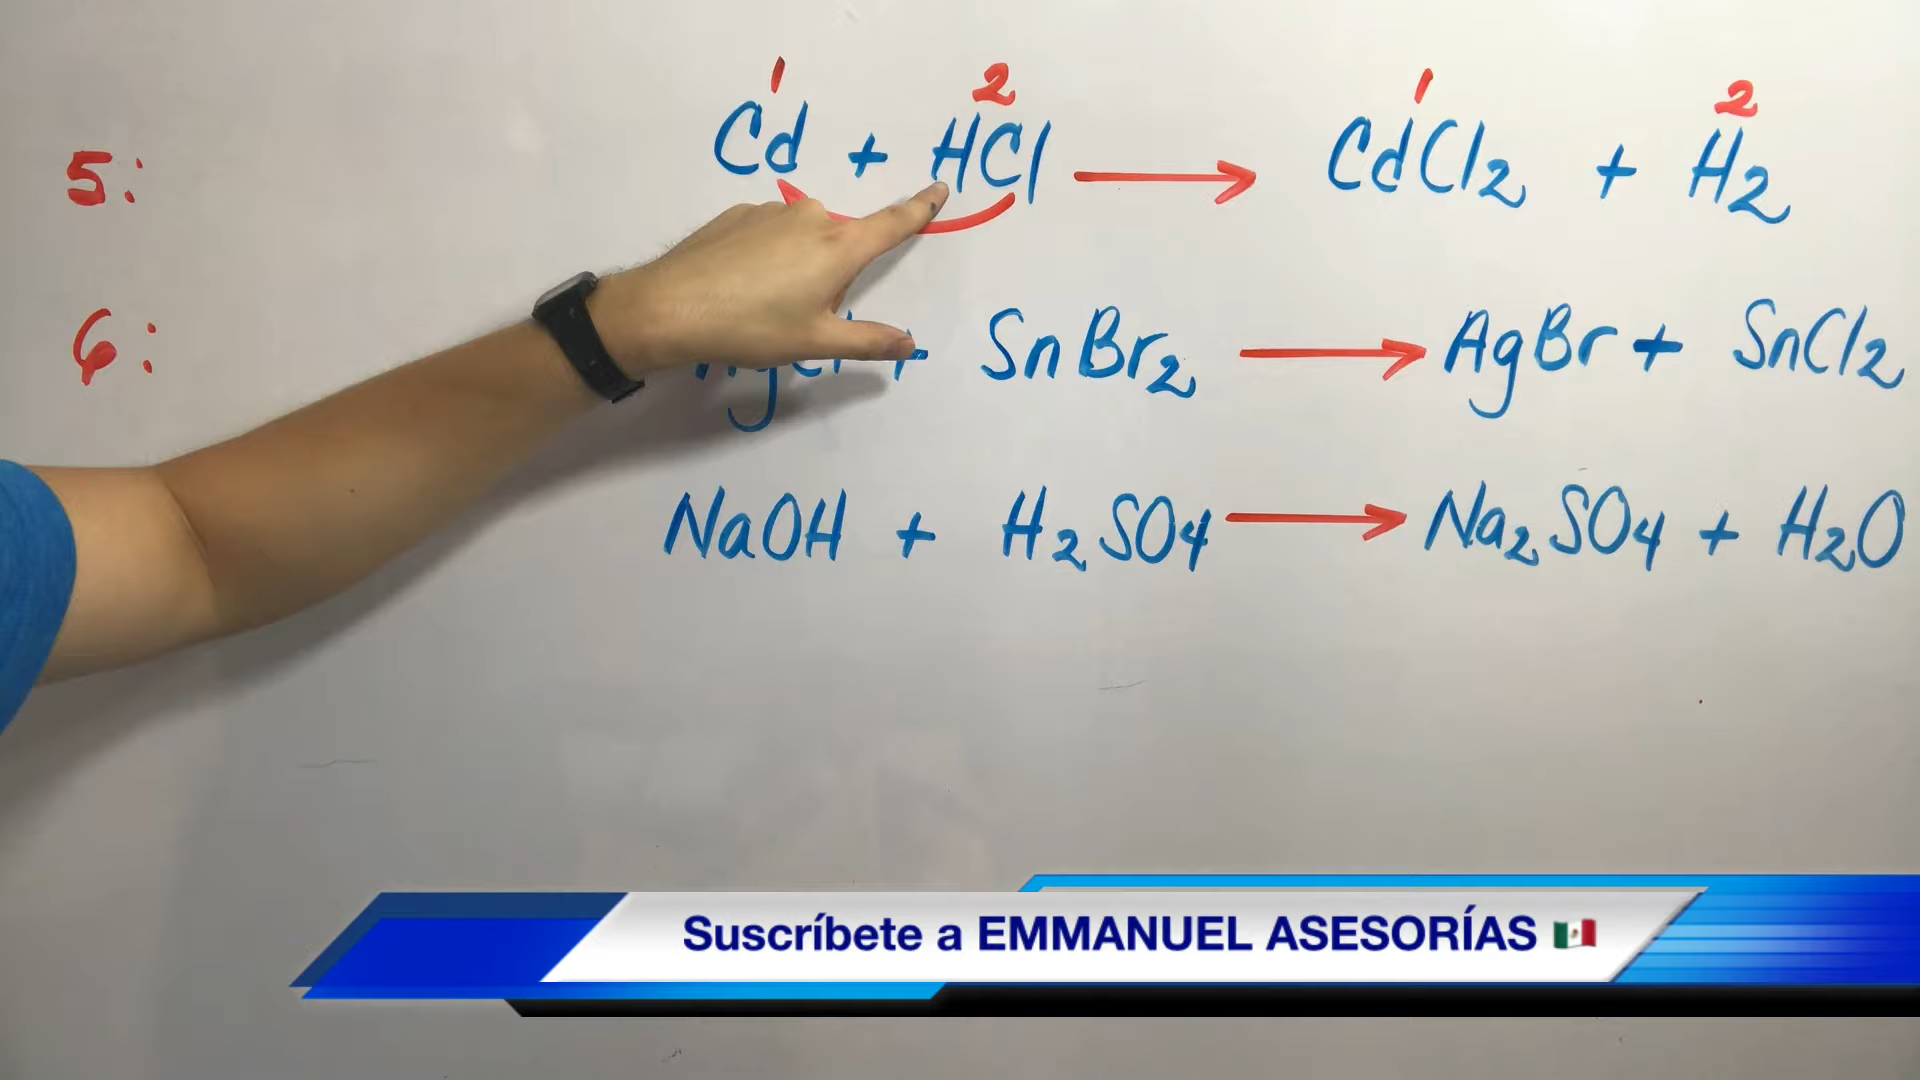 1 2 1 2
5: Cd + HCl → CdCl₂ + H₂
6: + SnBr₂ → AgBr + SnCl₂
NaOH + H₂SO₄ → Na₂SO₄ + H₂O
Suscríbete a EMMANUEL ASESORÍAS 🇲🇽